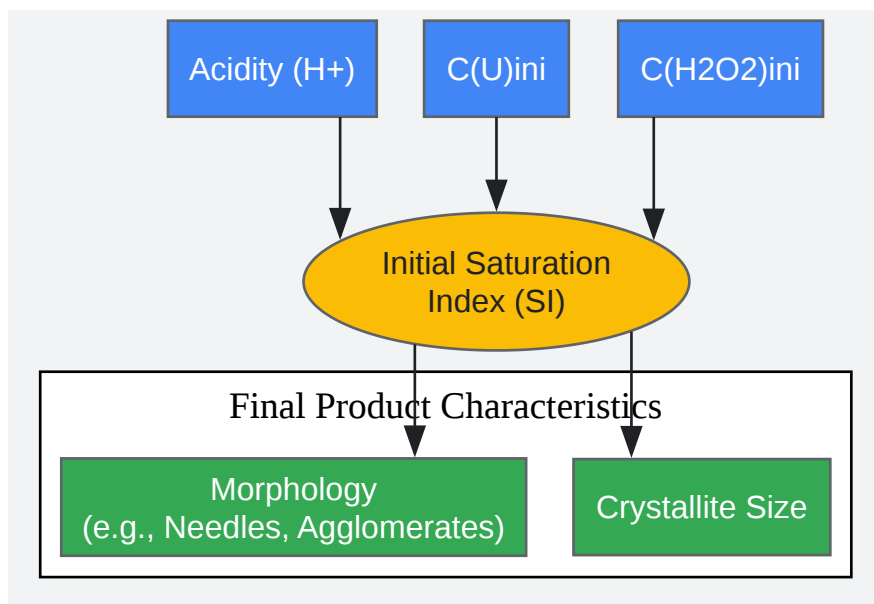 Acidity (H+)
C(U)ini
C(H2O2)ini
Initial Saturation
Index (SI)
Final Product Characteristics
Morphology
(e.g., Needles, Agglomerates)
Crystallite Size